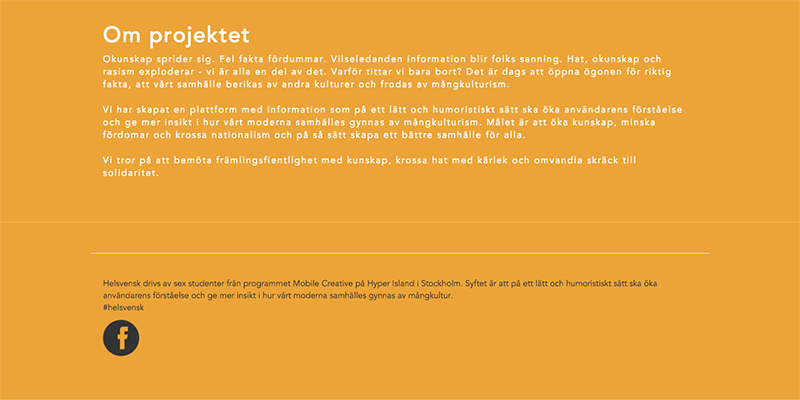 Om projektet
Okunskap sprider sig. Fel fakta fördummar. Vilseledanden information blir folks sanning. Hat, okunskap och
rasism exploderar - vi är alla en del av det. Varför tittar vi bara bort? Det är dags att öppna ögonen för riktig
fakta, att vårt samhälle berikas av andra kulturer och frodas av mångkulturism.
Vi har skapat en plattform med information som på ett lätt och humoristiskt sätt ska öka användarens förståelse
och ge mer insikt i hur vårt moderna samhälles gynnas av mångkulturism. Målet är att öka kunskap, minska
fördomar och krossa nationalism och på så sätt skapa ett bättre samhälle för alla.
Vi tror på att bemöta främlingsfientlighet med kunskap, krossa hat med kärlek och omvandla skräck till
solidaritet.
Helsvensk drivs av sex studenter från programmet Mobile Creative på Hyper Island i Stockholm. Syftet är att på ett lätt och humoristiskt sätt ska öka
användarens förståelse och ge mer insikt i hur vårt moderna samhälles gynnas av mångkultur.
#helsvensk